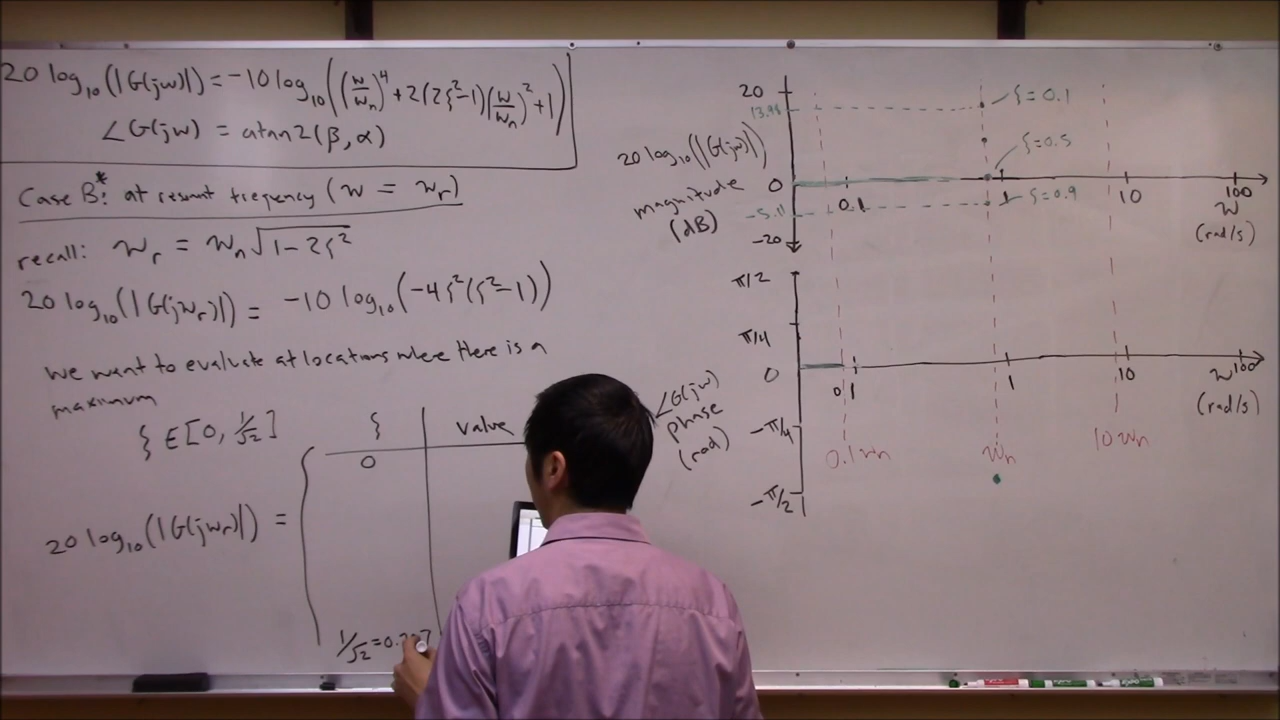 20 log₁₀(|G(jω)|) = -10 log₁₀((ω/ωn)⁴ + 2(2ζ²-1)(ω/ωn)² + 1)
∠G(jω) = atan2(β, α)
Case B*: at resonant frequency (ω = ωr)
recall: ωr = ωn√(1-2ζ²)
20 log₁₀(|G(jωr)|) = -10 log₁₀(-4ζ²(ζ²-1))
we want to evaluate at locations where there is a
maximum
ζ ∈ [0, 1/√2]
ζ value
0
20 log₁₀(|G(jωr)|) =
1/√2 = 0.707
20
13.98
ζ = 0.1
20 log₁₀(|G(jω)|)
magnitude
(dB)
ζ = 0.5
0
0.1 1 10 100
-5.11
ζ = 0.9
-20
ω
(rad/s)
π/2
π/4
0
0.1 1 10 100
ω
(rad/s)
∠G(jω)
phase
(rad)
-π/4
-π/2
0.1ωn ωn 10ωn